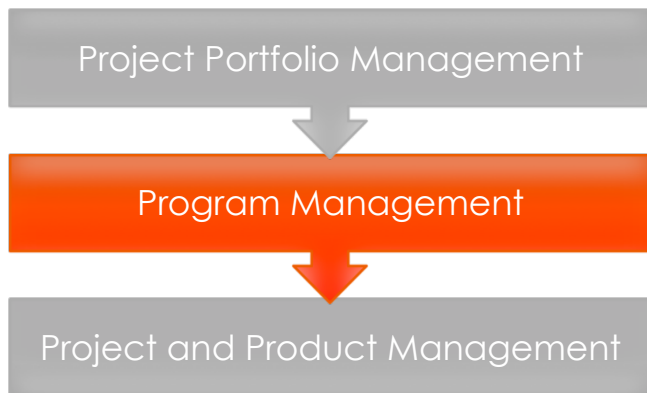 Project Portfolio Management
Program Management
Project and Product Management